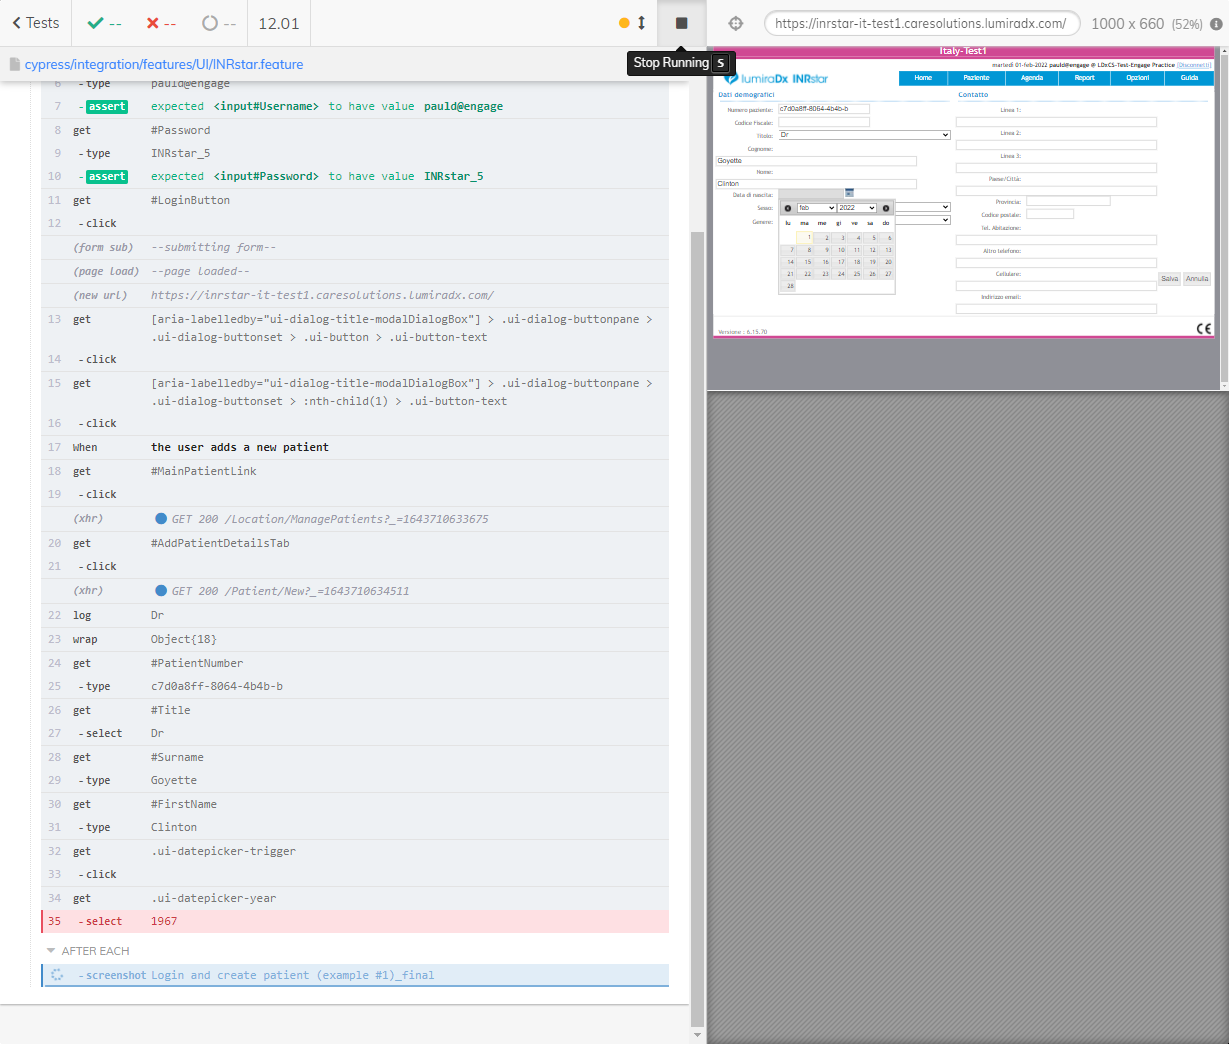 Tests
--
--
--
12.01
Stop Running S
https://inrstar-it-test1.caresolutions.lumiradx.com/
1000 x 660 (52%)
cypress/integration/features/UI/INRstar.feature
6 -type pauld@engage
7 -assert expected <input#Username> to have value pauld@engage
8 get #Password
9 -type INRstar_5
10 -assert expected <input#Password> to have value INRstar_5
11 get #LoginButton
12 -click
(form sub) --submitting form--
(page load) --page loaded--
(new url) https://inrstar-it-test1.caresolutions.lumiradx.com/
13 get [aria-labelledby="ui-dialog-title-modalDialogBox"] > .ui-dialog-buttonpane >
.ui-dialog-buttonset > .ui-button > .ui-button-text
14 -click
15 get [aria-labelledby="ui-dialog-title-modalDialogBox"] > .ui-dialog-buttonpane >
.ui-dialog-buttonset > :nth-child(1) > .ui-button-text
16 -click
17 When the user adds a new patient
18 get #MainPatientLink
19 -click
(xhr) GET 200 /Location/ManagePatients?_=1643710633675
20 get #AddPatientDetailsTab
21 -click
(xhr) GET 200 /Patient/New?_=1643710634511
22 log Dr
23 wrap Object{18}
24 get #PatientNumber
25 -type c7d0a8ff-8064-4b4b-b
26 get #Title
27 -select Dr
28 get #Surname
29 -type Goyette
30 get #FirstName
31 -type Clinton
32 get .ui-datepicker-trigger
33 -click
34 get .ui-datepicker-year
35 -select 1967
AFTER EACH
-screenshot Login and create patient (example #1)_final
Italy-Test1
martedì 01-feb-2022 pauld@engage @ LDxCS-Test-Engage Practice (Disconnetti)
lumiraDx INRstar
Home Paziente Agenda Report Opzioni Guida
Dati demografici
Numero paziente: c7d0a8ff-8064-4b4b-b
Codice Fiscale:
Titolo: Dr
Cognome:
Goyette
Nome:
Clinton
Data di nascita:
Sesso:
Genere:
feb 2022
lu ma me gi ve sa do
1 2 3 4 5 6
7 8 9 10 11 12 13
14 15 16 17 18 19 20
21 22 23 24 25 26 27
28
Contatto
Linea 1:
Linea 2:
Linea 3:
Paese/Città:
Provincia:
Codice postale:
Tel. Abitazione:
Altro telefono:
Cellulare:
Indirizzo email:
Salva Annulla
Versione : 6.15.70
CE